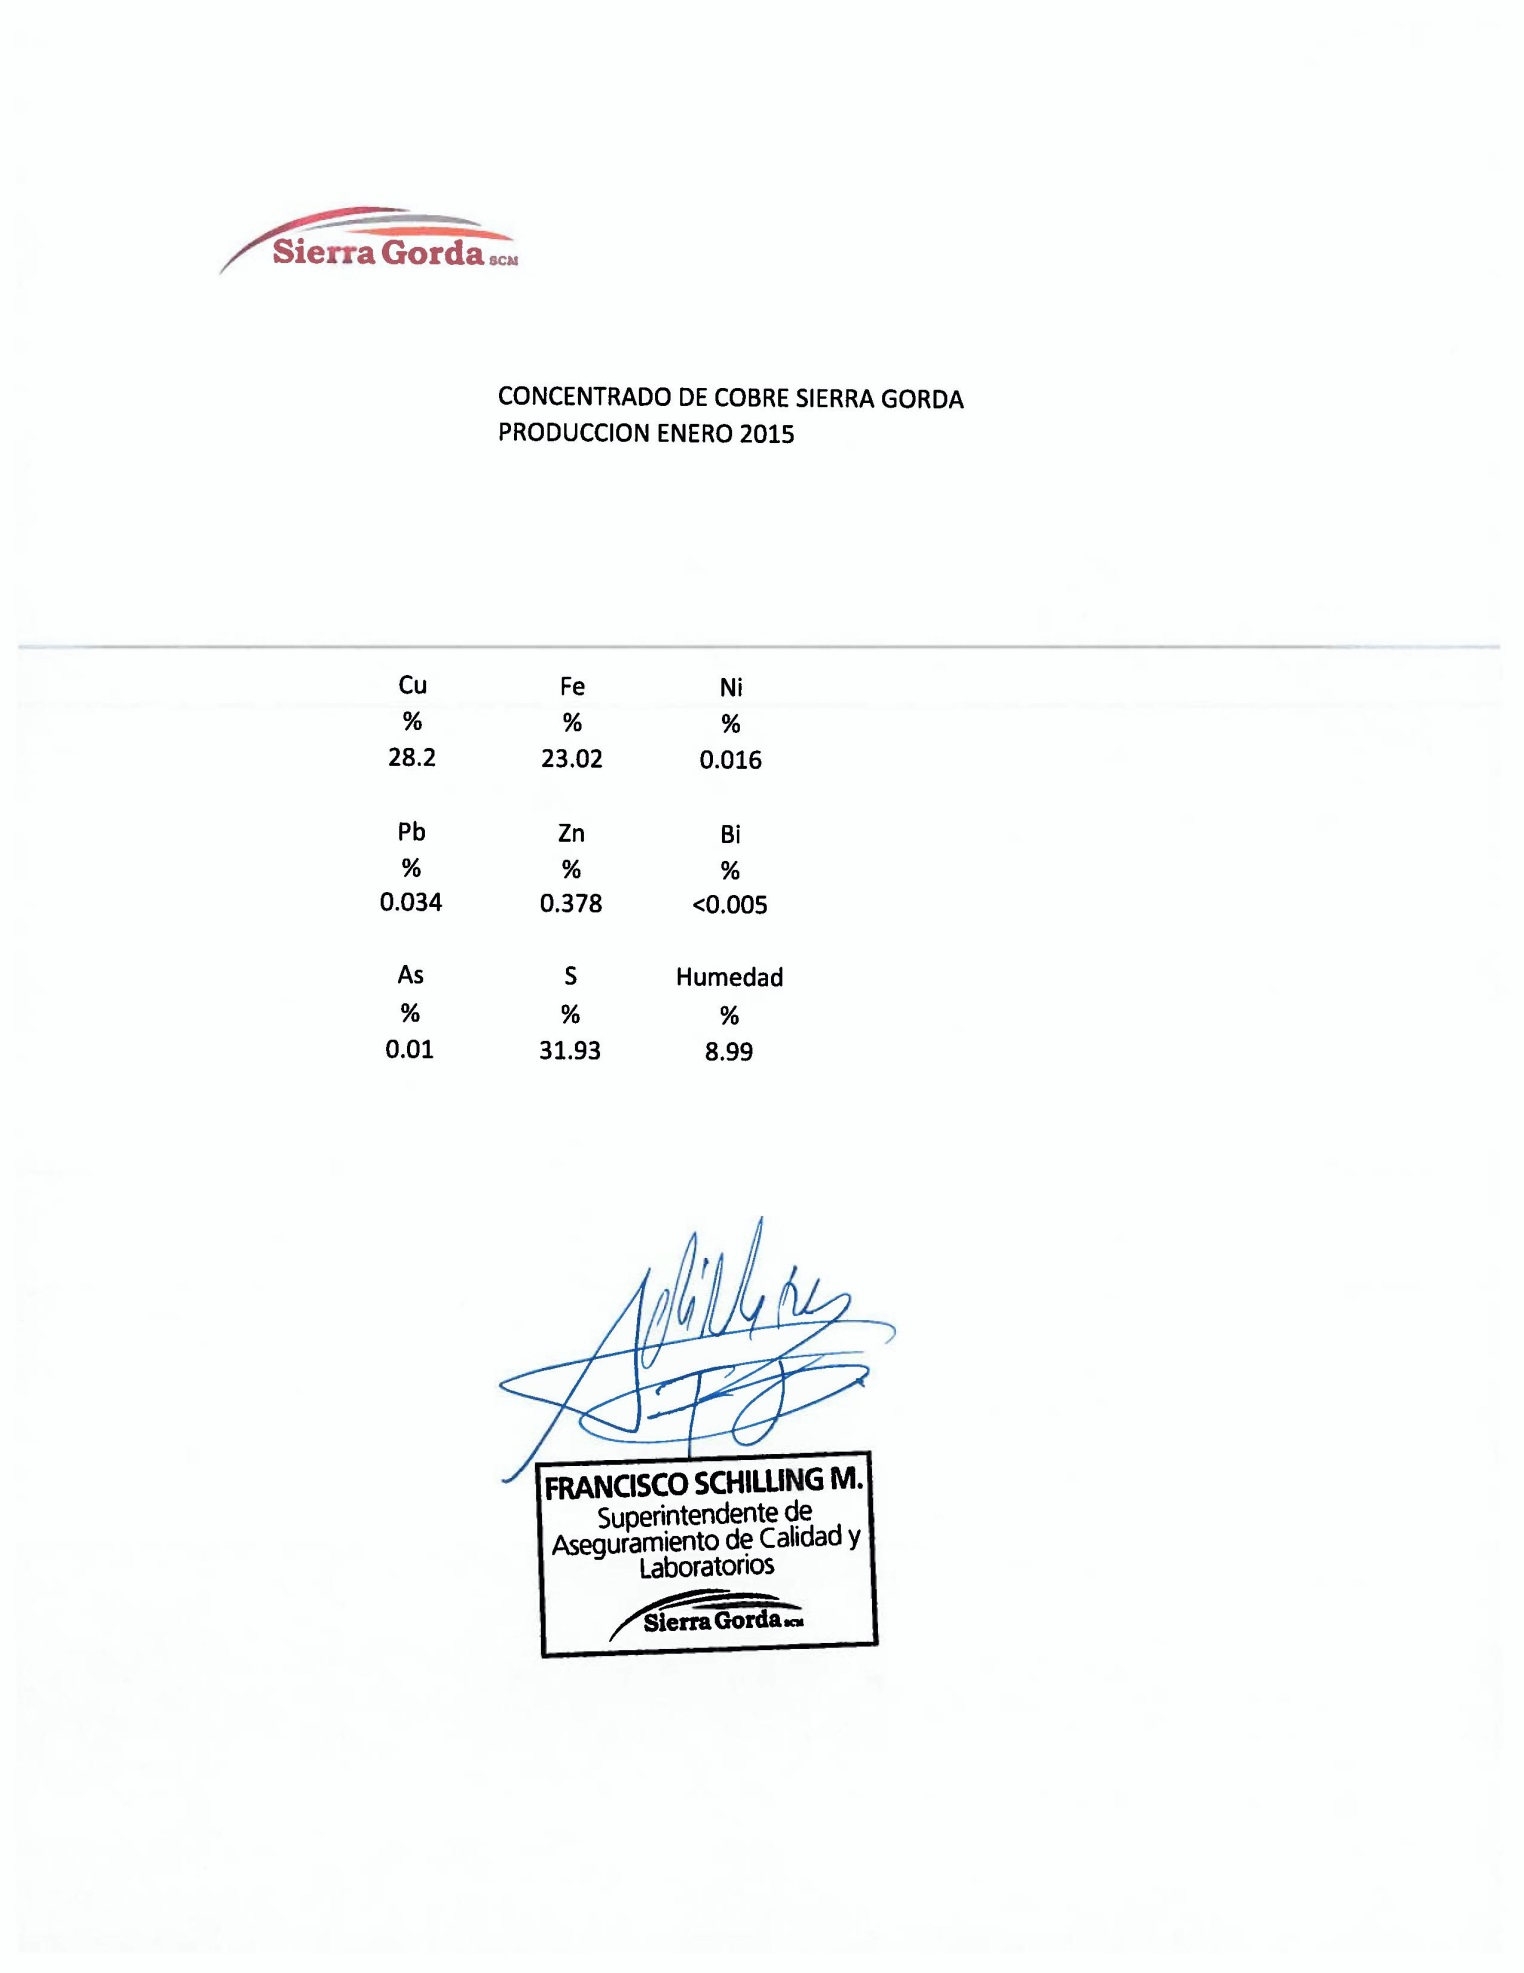 Sierra Gorda SCM
CONCENTRADO DE COBRE SIERRA GORDA
PRODUCCION ENERO 2015
Cu Fe Ni
% % %
28.2 23.02 0.016
Pb Zn Bi
% % %
0.034 0.378 <0.005
As S Humedad
% % %
0.01 31.93 8.99
FRANCISCO SCHILLING M.
Superintendente de
Aseguramiento de Calidad y
Laboratorios
Sierra Gorda SCM